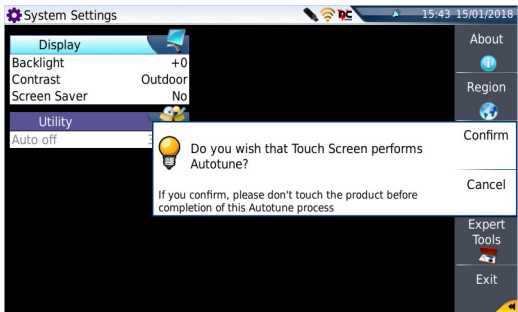 System Settings
15:43 15/01/2018
Display
Backlight +0
Contrast Outdoor
Screen Saver No
Utility
Auto off
Do you wish that Touch Screen performs
Autotune?
If you confirm, please don't touch the product before
completion of this Autotune process
Confirm
Cancel
About
Region
Expert
Tools
Exit